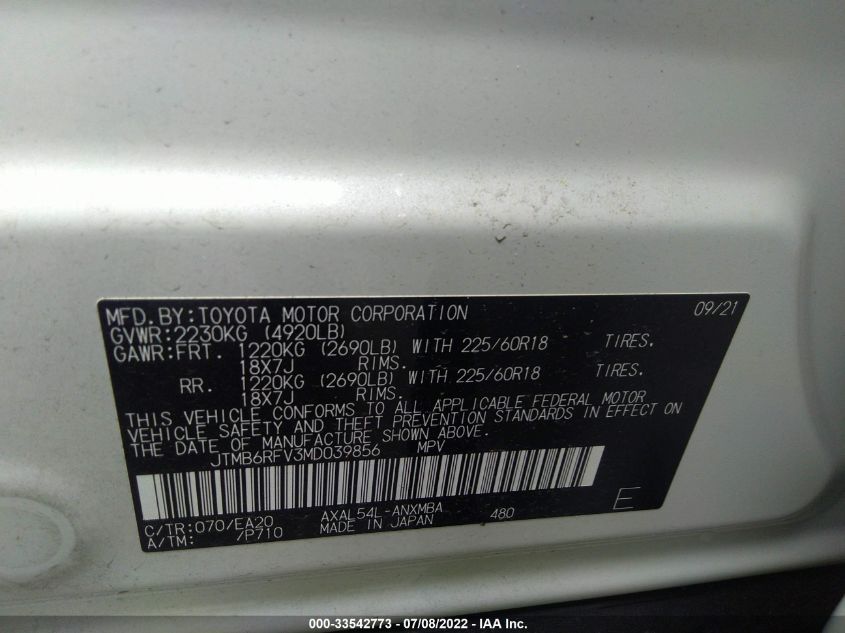 MFD.BY:TOYOTA MOTOR CORPORATION 09/21
GVWR:2230KG (4920LB)
GAWR:FRT. 1220KG (2690LB) WITH 225/60R18 TIRES.
18X7J RIMS.
RR. 1220KG (2690LB) WITH 225/60R18 TIRES.
18X7J RIMS.
THIS VEHICLE CONFORMS TO ALL APPLICABLE FEDERAL MOTOR
VEHICLE SAFETY AND THEFT PREVENTION STANDARDS IN EFFECT ON
THE DATE OF MANUFACTURE SHOWN ABOVE.
JTMB6RFV3MD039856 MPV
C/TR:070/EA20 AXAL54L-ANXMBA 480 E
A/TM: /P710 MADE IN JAPAN
000-33542773 - 07/08/2022 - IAA Inc.